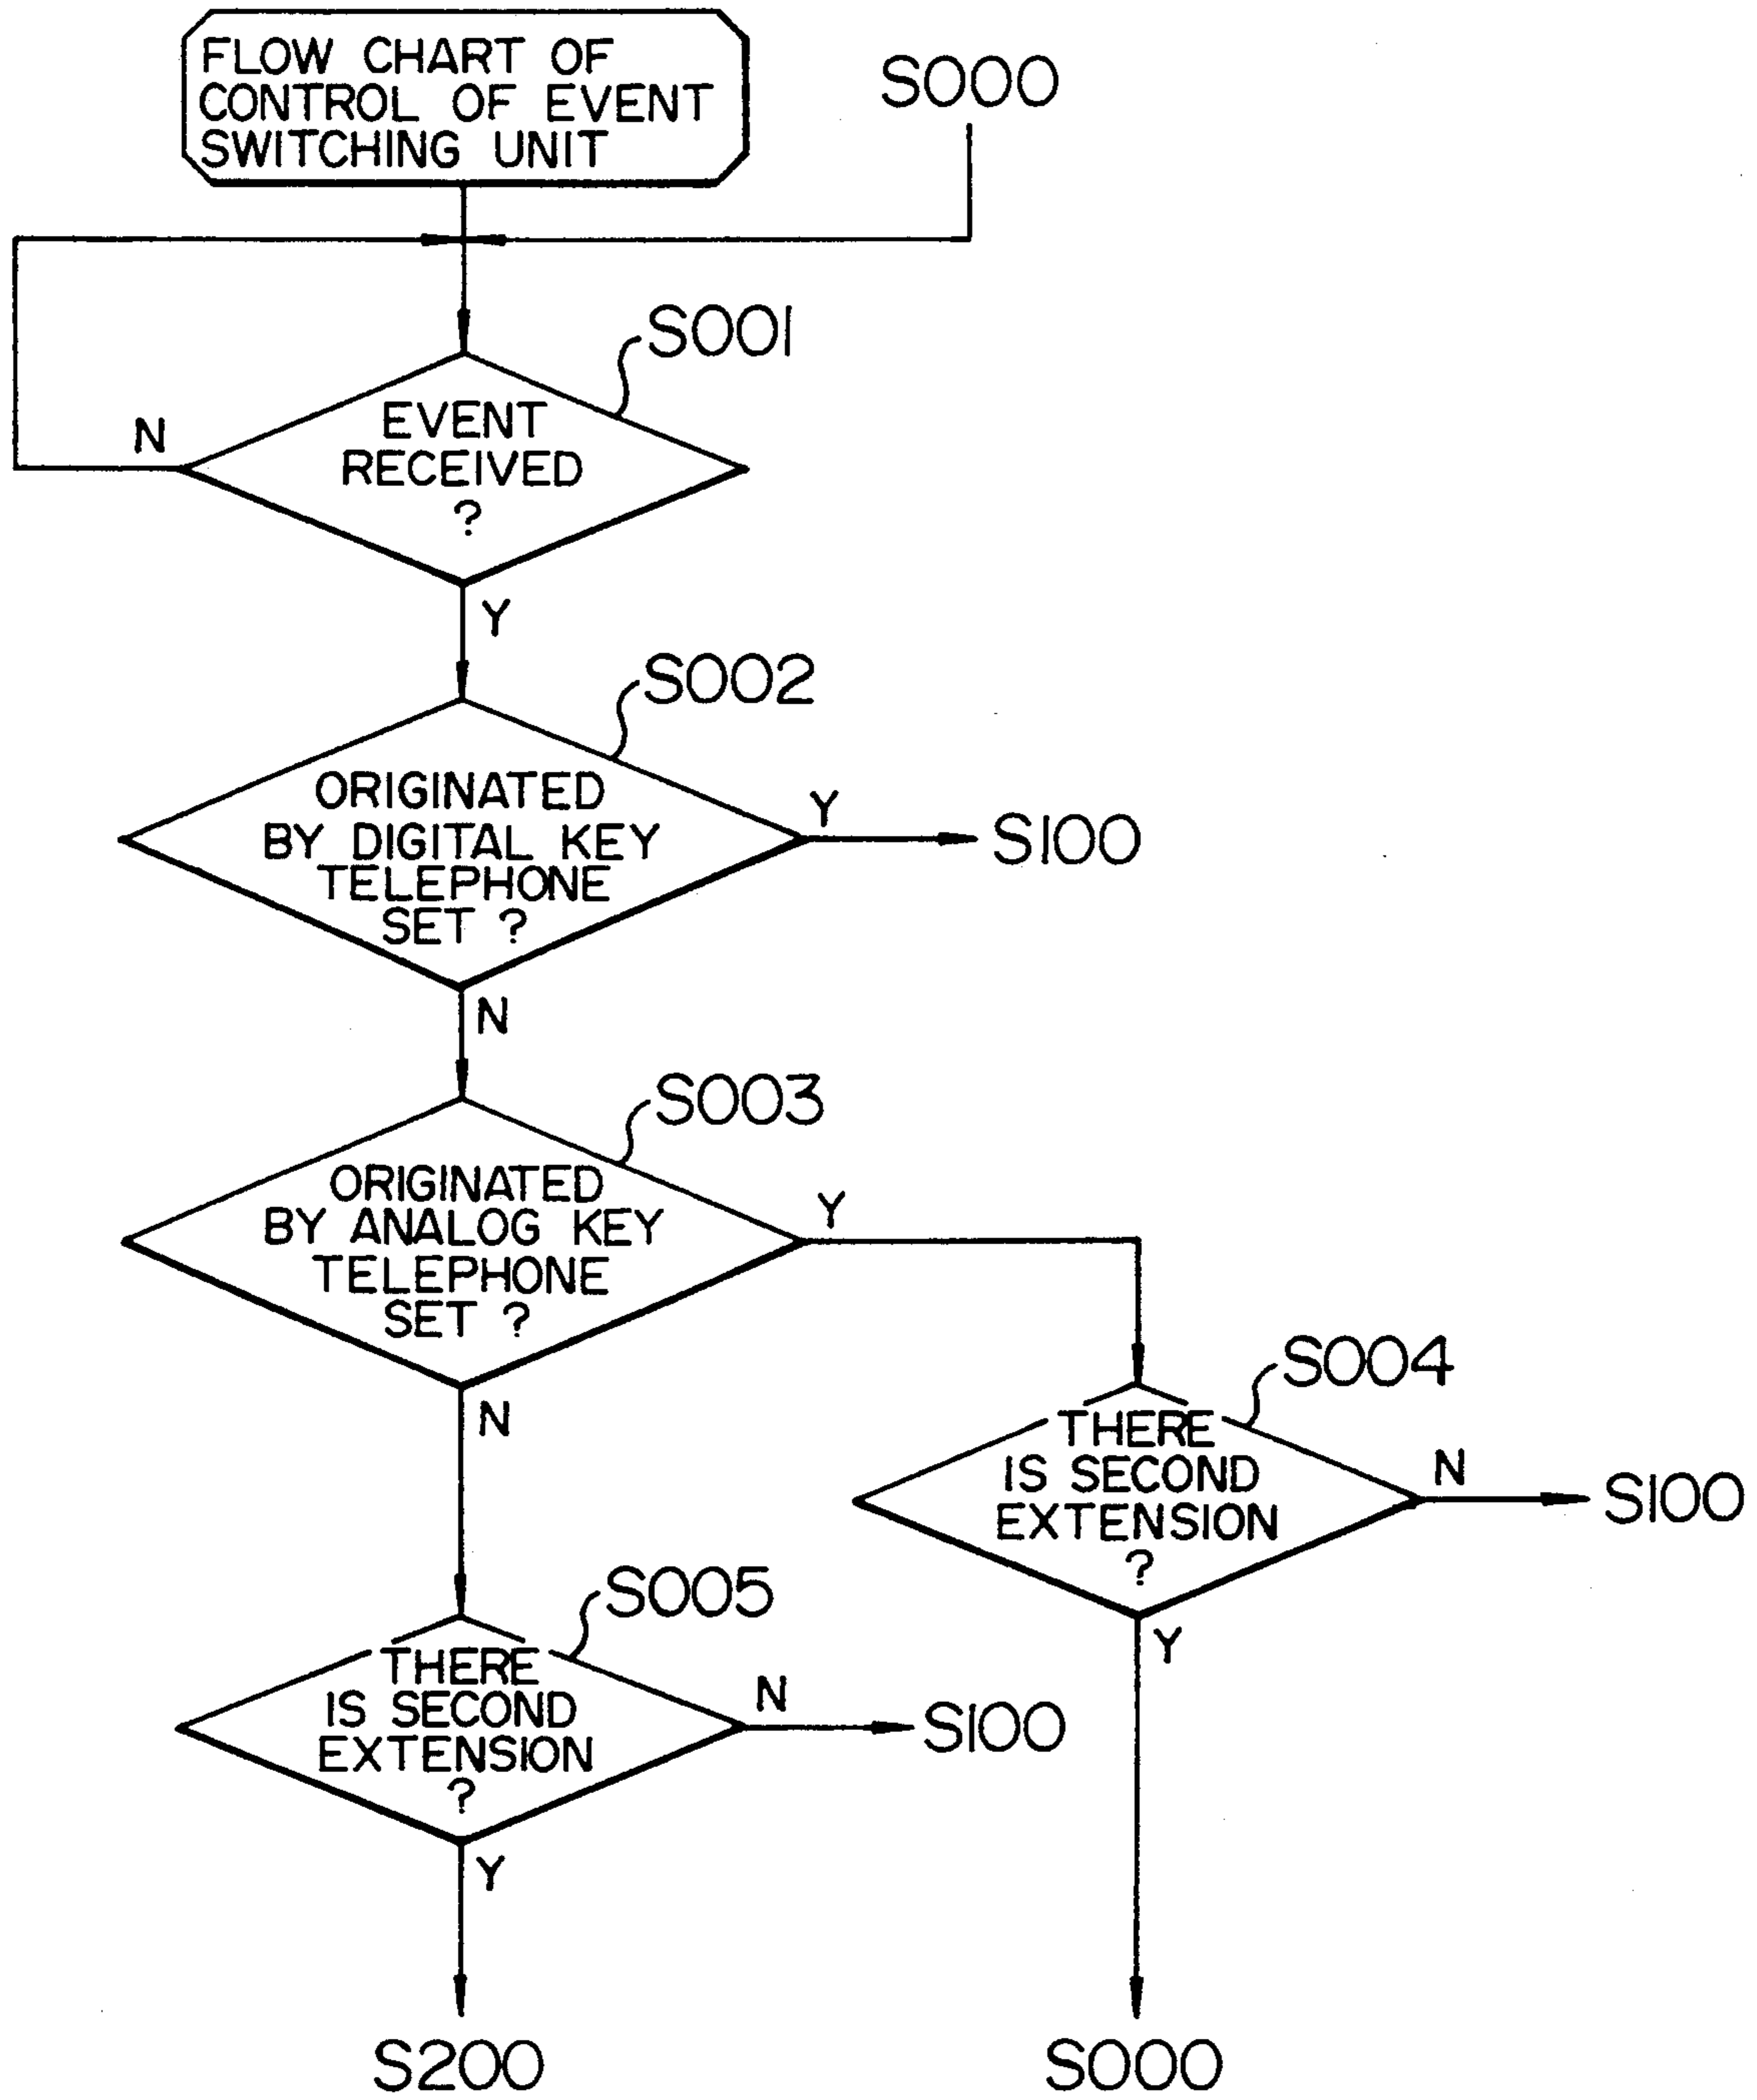 FLOW CHART OF
CONTROL OF EVENT
SWITCHING UNIT
S000
S001
EVENT
RECEIVED
?
N
Y
S002
ORIGINATED
BY DIGITAL KEY
TELEPHONE
SET ?
Y
S100
N
S003
ORIGINATED
BY ANALOG KEY
TELEPHONE
SET ?
Y
N
S004
THERE
IS SECOND
EXTENSION
?
N
S100
Y
S005
THERE
IS SECOND
EXTENSION
?
N
S100
Y
S200
S000